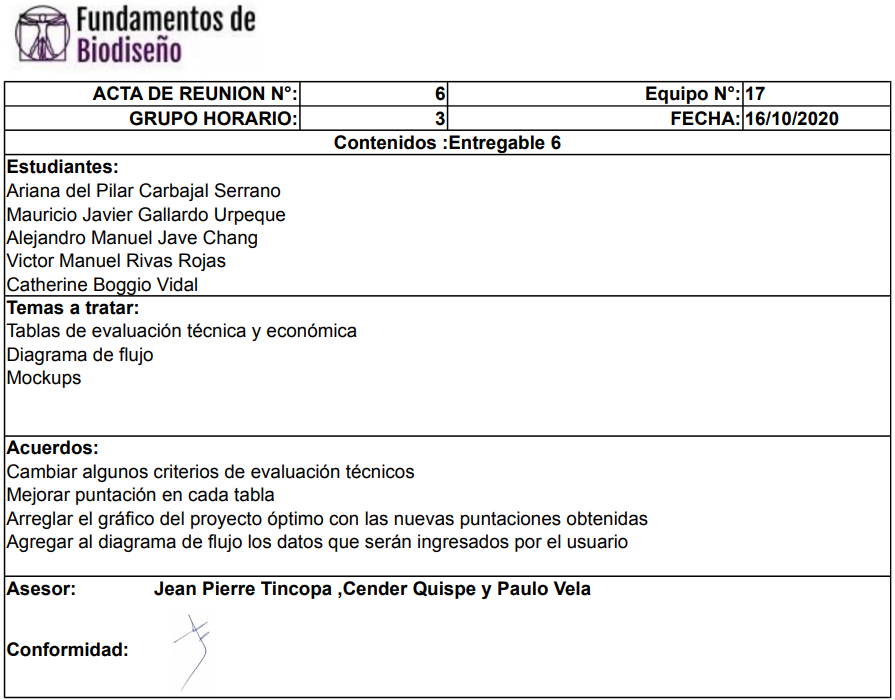 Fundamentos de
Biodiseño
ACTA DE REUNION N°: 6 Equipo N°: 17
GRUPO HORARIO: 3 FECHA: 16/10/2020
Contenidos :Entregable 6
Estudiantes:
Ariana del Pilar Carbajal Serrano
Mauricio Javier Gallardo Urpeque
Alejandro Manuel Jave Chang
Victor Manuel Rivas Rojas
Catherine Boggio Vidal
Temas a tratar:
Tablas de evaluación técnica y económica
Diagrama de flujo
Mockups
Acuerdos:
Cambiar algunos criterios de evaluación técnicos
Mejorar puntación en cada tabla
Arreglar el gráfico del proyecto óptimo con las nuevas puntaciones obtenidas
Agregar al diagrama de flujo los datos que serán ingresados por el usuario
Asesor: Jean Pierre Tincopa ,Cender Quispe y Paulo Vela
Conformidad: